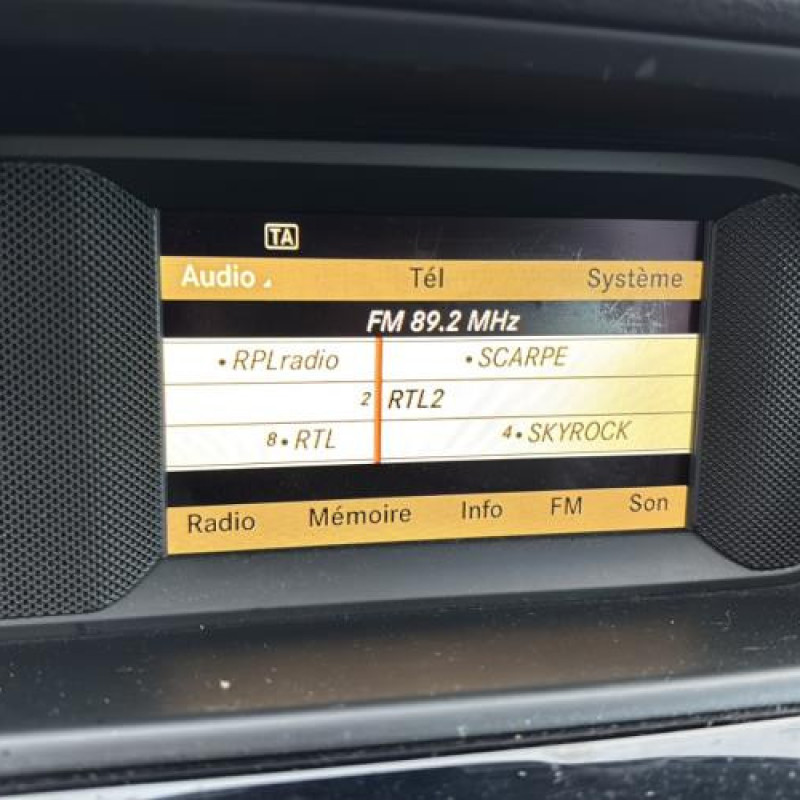 TA
Audio Tél Système
FM 89.2 MHz
•RPLradio •SCARPE
2 RTL2
8•RTL 4•SKYROCK
Radio Mémoire Info FM Son